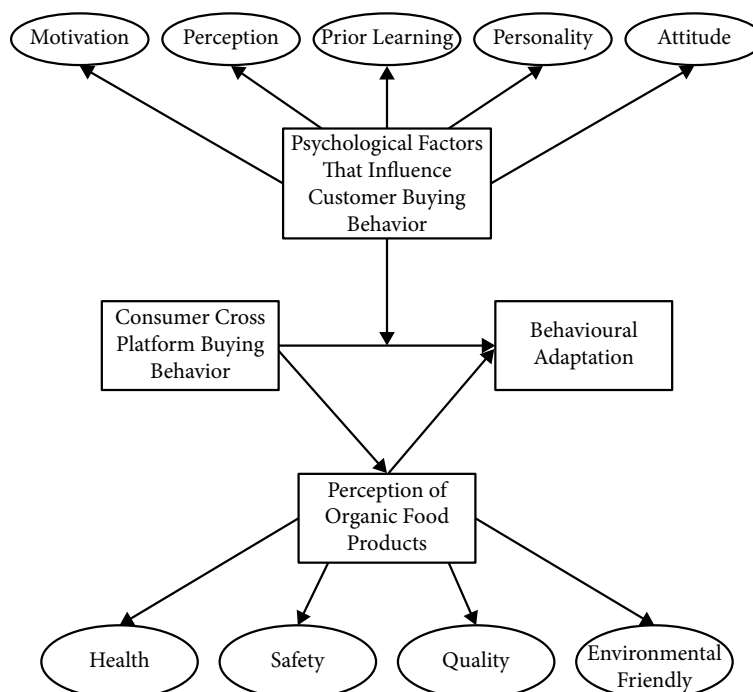 Motivation
Perception
Prior Learning
Personality
Attitude
Psychological Factors
That Influence
Customer Buying
Behavior
Consumer Cross
Platform Buying
Behavior
Behavioural
Adaptation
Perception of
Organic Food
Products
Health
Safety
Quality
Environmental
Friendly